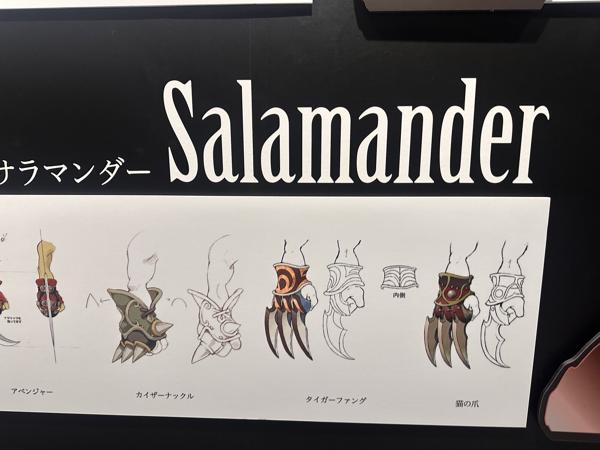 サラマンダー Salamander
内側
アベンジャー
カイザーナックル
タイガーファング
猫の爪